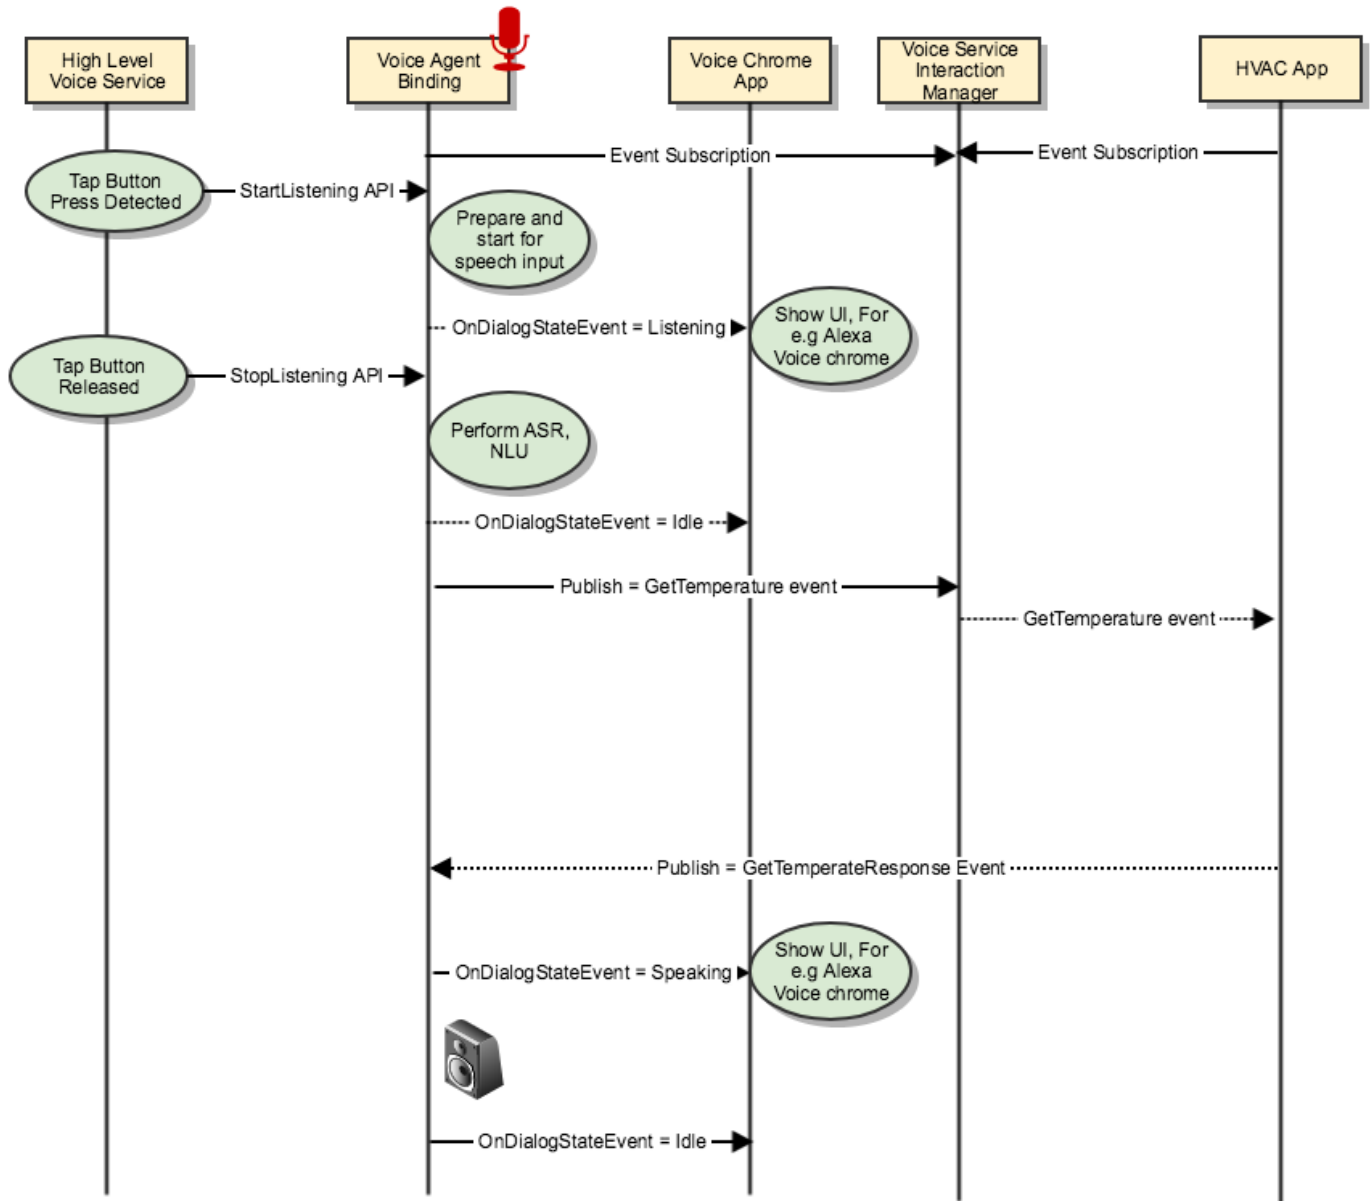 High Level
Voice Service
Voice Agent
Binding
Voice Chrome
App
Voice Service
Interaction
Manager
HVAC App
Event Subscription
Event Subscription
Tap Button
Press Detected
StartListening API
Prepare and
start for
speech input
OnDialogStateEvent = Listening
Show UI, For
e.g Alexa
Voice chrome
Tap Button
Released
StopListening API
Perform ASR,
NLU
OnDialogStateEvent = Idle
Publish = GetTemperature event
GetTemperature event
Publish = GetTemperateResponse Event
OnDialogStateEvent = Speaking
Show UI, For
e.g Alexa
Voice chrome
OnDialogStateEvent = Idle